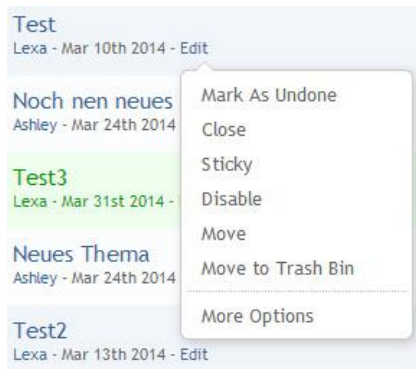 Test
Lexa - Mar 10th 2014 - Edit
Mark As Undone
Noch nen neues
Ashley - Mar 24th 2014
Close
Sticky
Test3
Lexa - Mar 31st 2014 -
Disable
Move
Neues Thema
Ashley - Mar 24th 2014
Move to Trash Bin
More Options
Test2
Lexa - Mar 13th 2014 - Edit